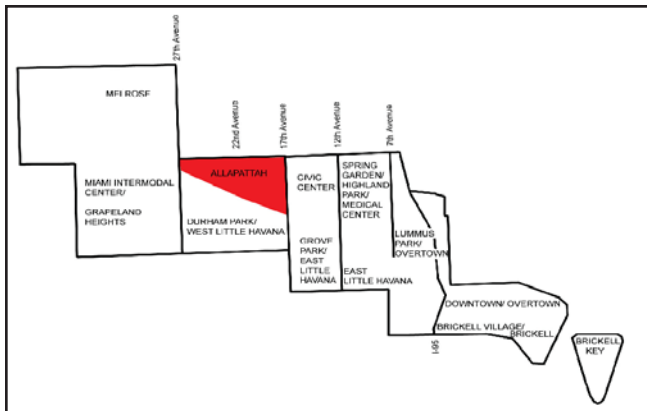 27th Avenue
22nd Avenue
17th Avenue
12th Avenue
7th Avenue
MELROSE
MIAMI INTERMODAL
CENTER/
GRAPELAND
HEIGHTS
ALLAPATTAH
DURHAM PARK/
WEST LITTLE HAVANA
CIVIC
CENTER
GROVE
PARK/
EAST
LITTLE
HAVANA
SPRING
GARDEN/
HIGHLAND
PARK/
MEDICAL
CENTER
EAST
LITTLE HAVANA
LUMMUS
PARK/
OVERTOWN
DOWNTOWN/ OVERTOWN
BRICKELL VILLAGE/
BRICKELL
I-95
BRICKELL
KEY